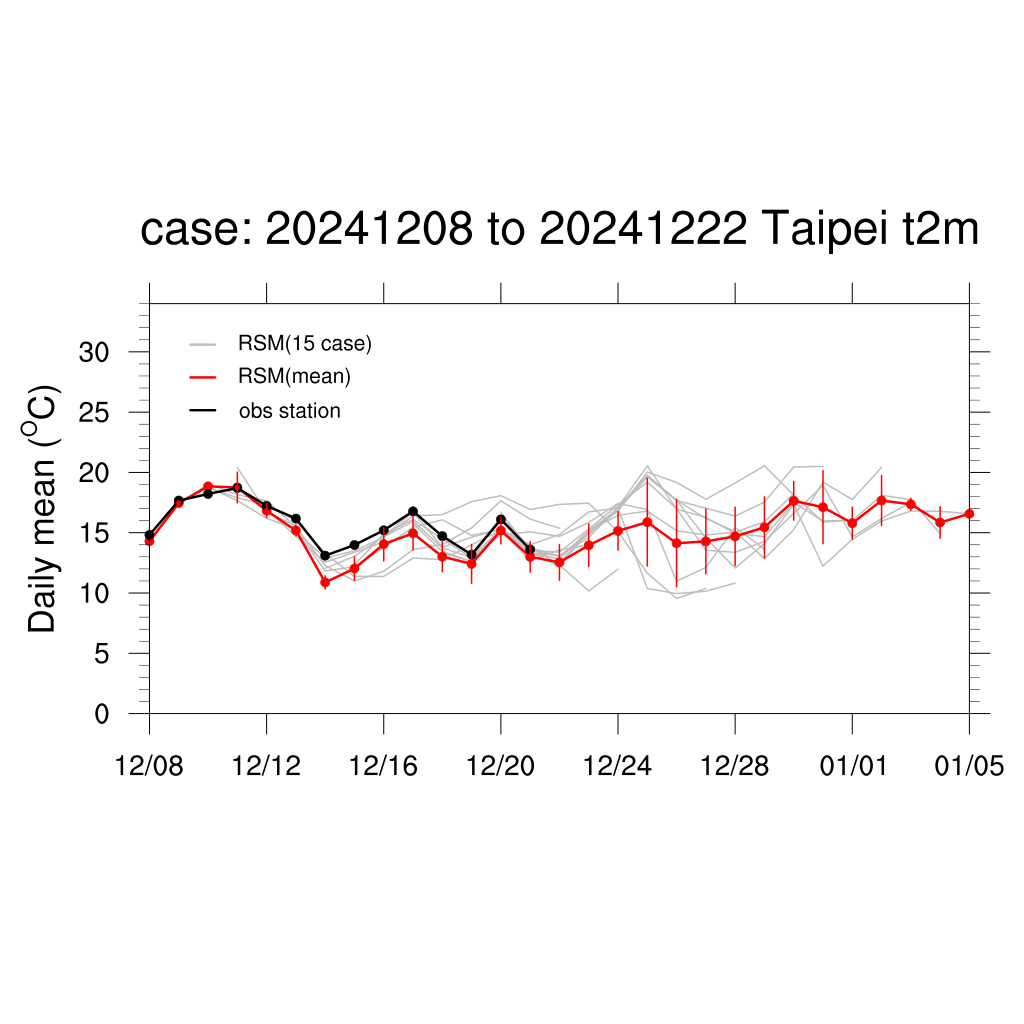 case: 20241208 to 20241222 Taipei t2m
RSM(15 case)
RSM(mean)
obs station
Daily mean (°C)
30
25
20
15
10
5
0
12/08 12/12 12/16 12/20 12/24 12/28 01/01 01/05